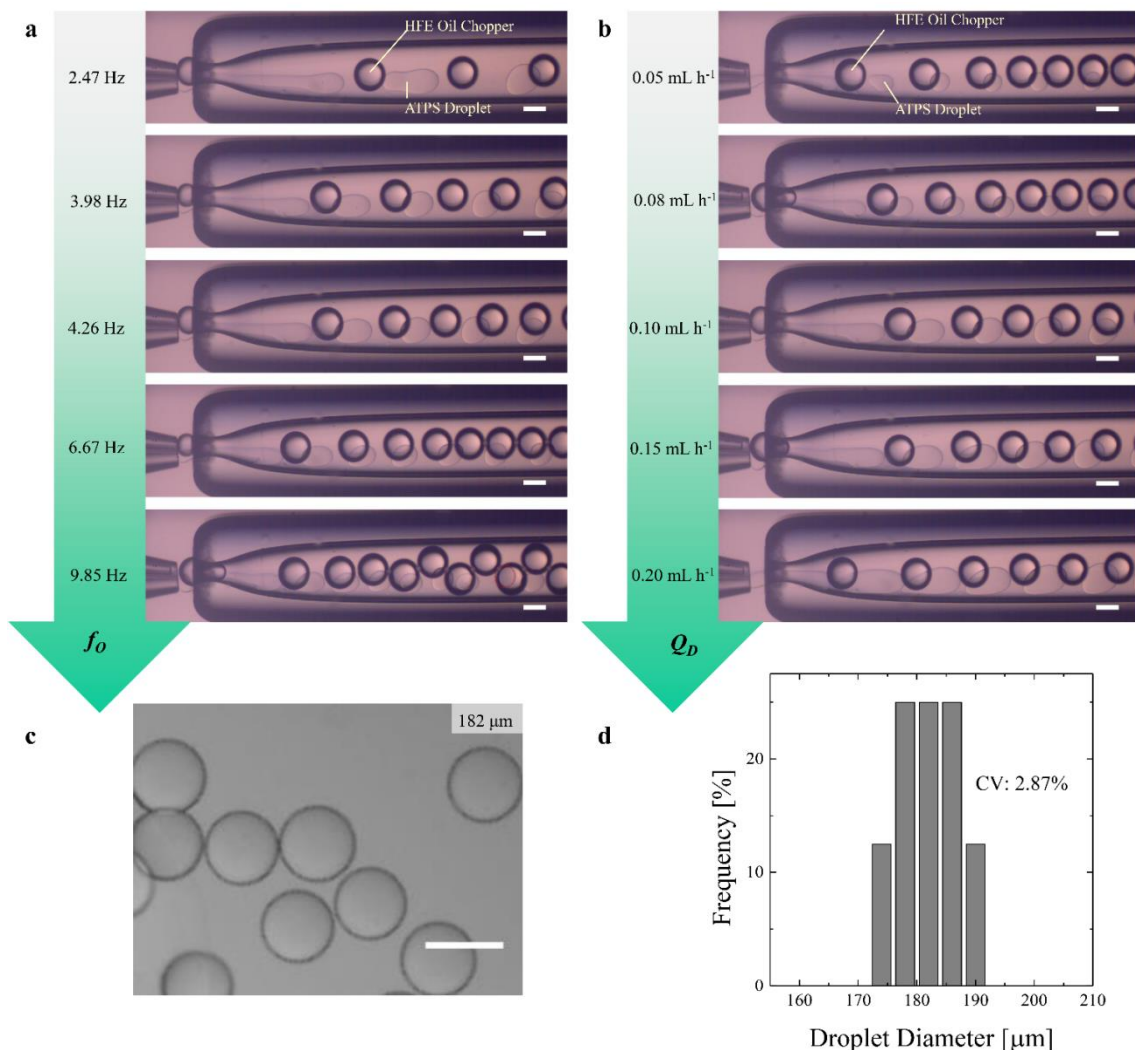 a
HFE Oil Chopper
2.47 Hz
ATPS Droplet
3.98 Hz
4.26 Hz
6.67 Hz
9.85 Hz
f_O
b
HFE Oil Chopper
0.05 mL h⁻¹
ATPS Droplet
0.08 mL h⁻¹
0.10 mL h⁻¹
0.15 mL h⁻¹
0.20 mL h⁻¹
Q_D
c
182 μm
d
Frequency [%]
20
10
0
CV: 2.87%
160 170 180 190 200 210
Droplet Diameter [μm]